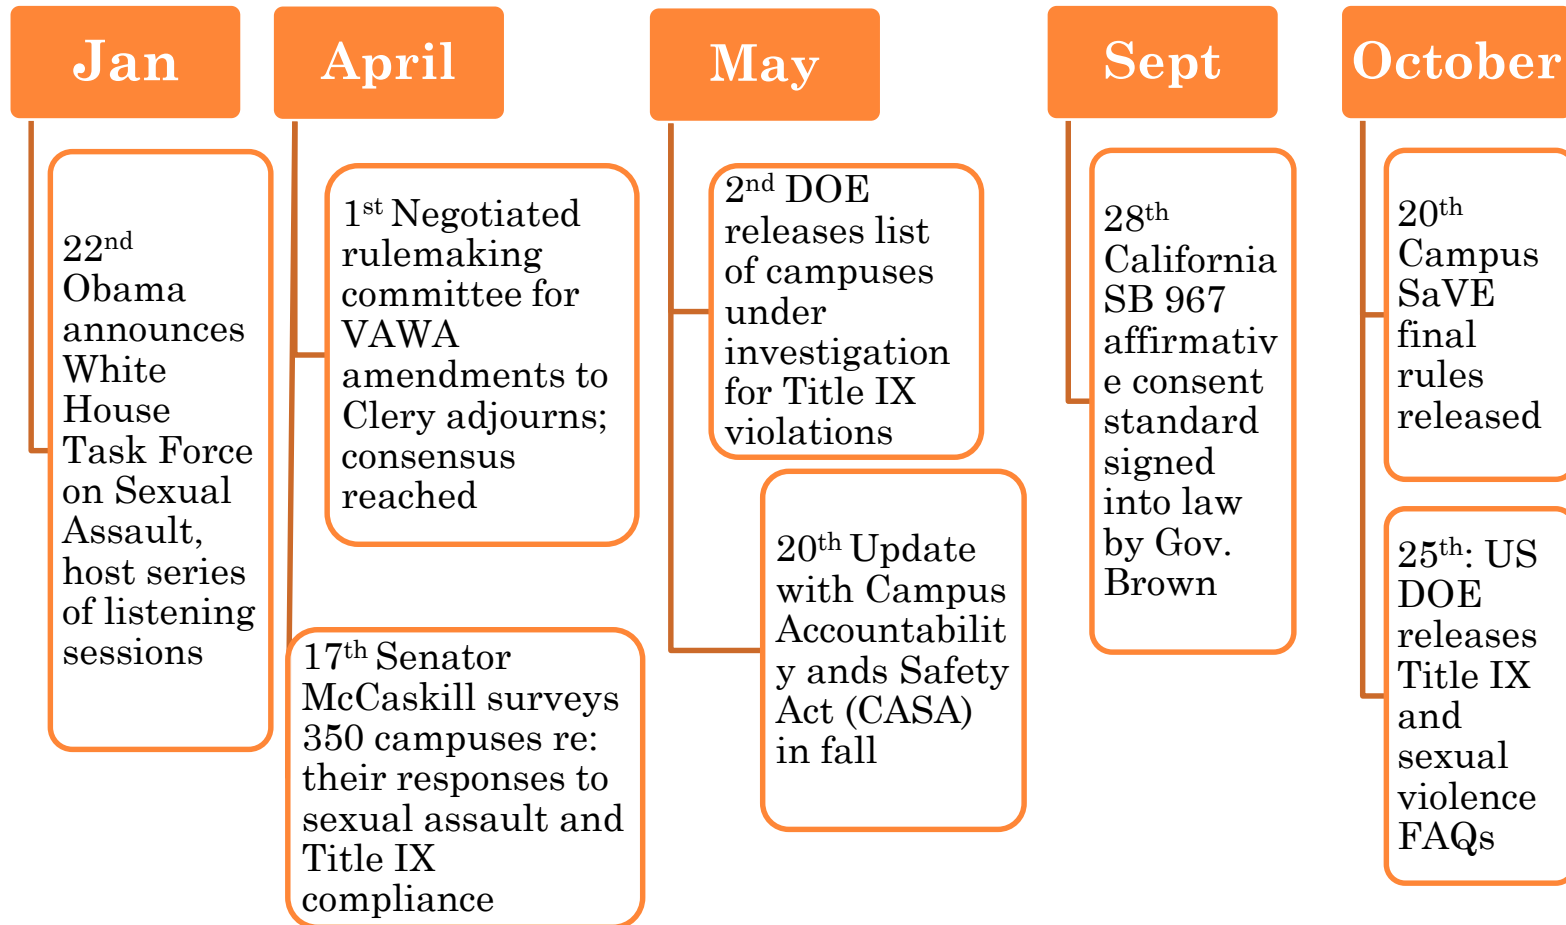 Jan
22nd
Obama
announces
White
House
Task Force
on Sexual
Assault,
host series
of listening
sessions
April
1st Negotiated
rulemaking
committee for
VAWA
amendments to
Clery adjourns;
consensus
reached
17th Senator
McCaskill surveys
350 campuses re:
their responses to
sexual assault and
Title IX
compliance
May
2nd DOE
releases list
of campuses
under
investigation
for Title IX
violations
20th Update
with Campus
Accountabilit
y ands Safety
Act (CASA)
in fall
Sept
28th
California
SB 967
affirmativ
e consent
standard
signed
into law
by Gov.
Brown
October
20th
Campus
SaVE
final
rules
released
25th: US
DOE
releases
Title IX
and
sexual
violence
FAQs